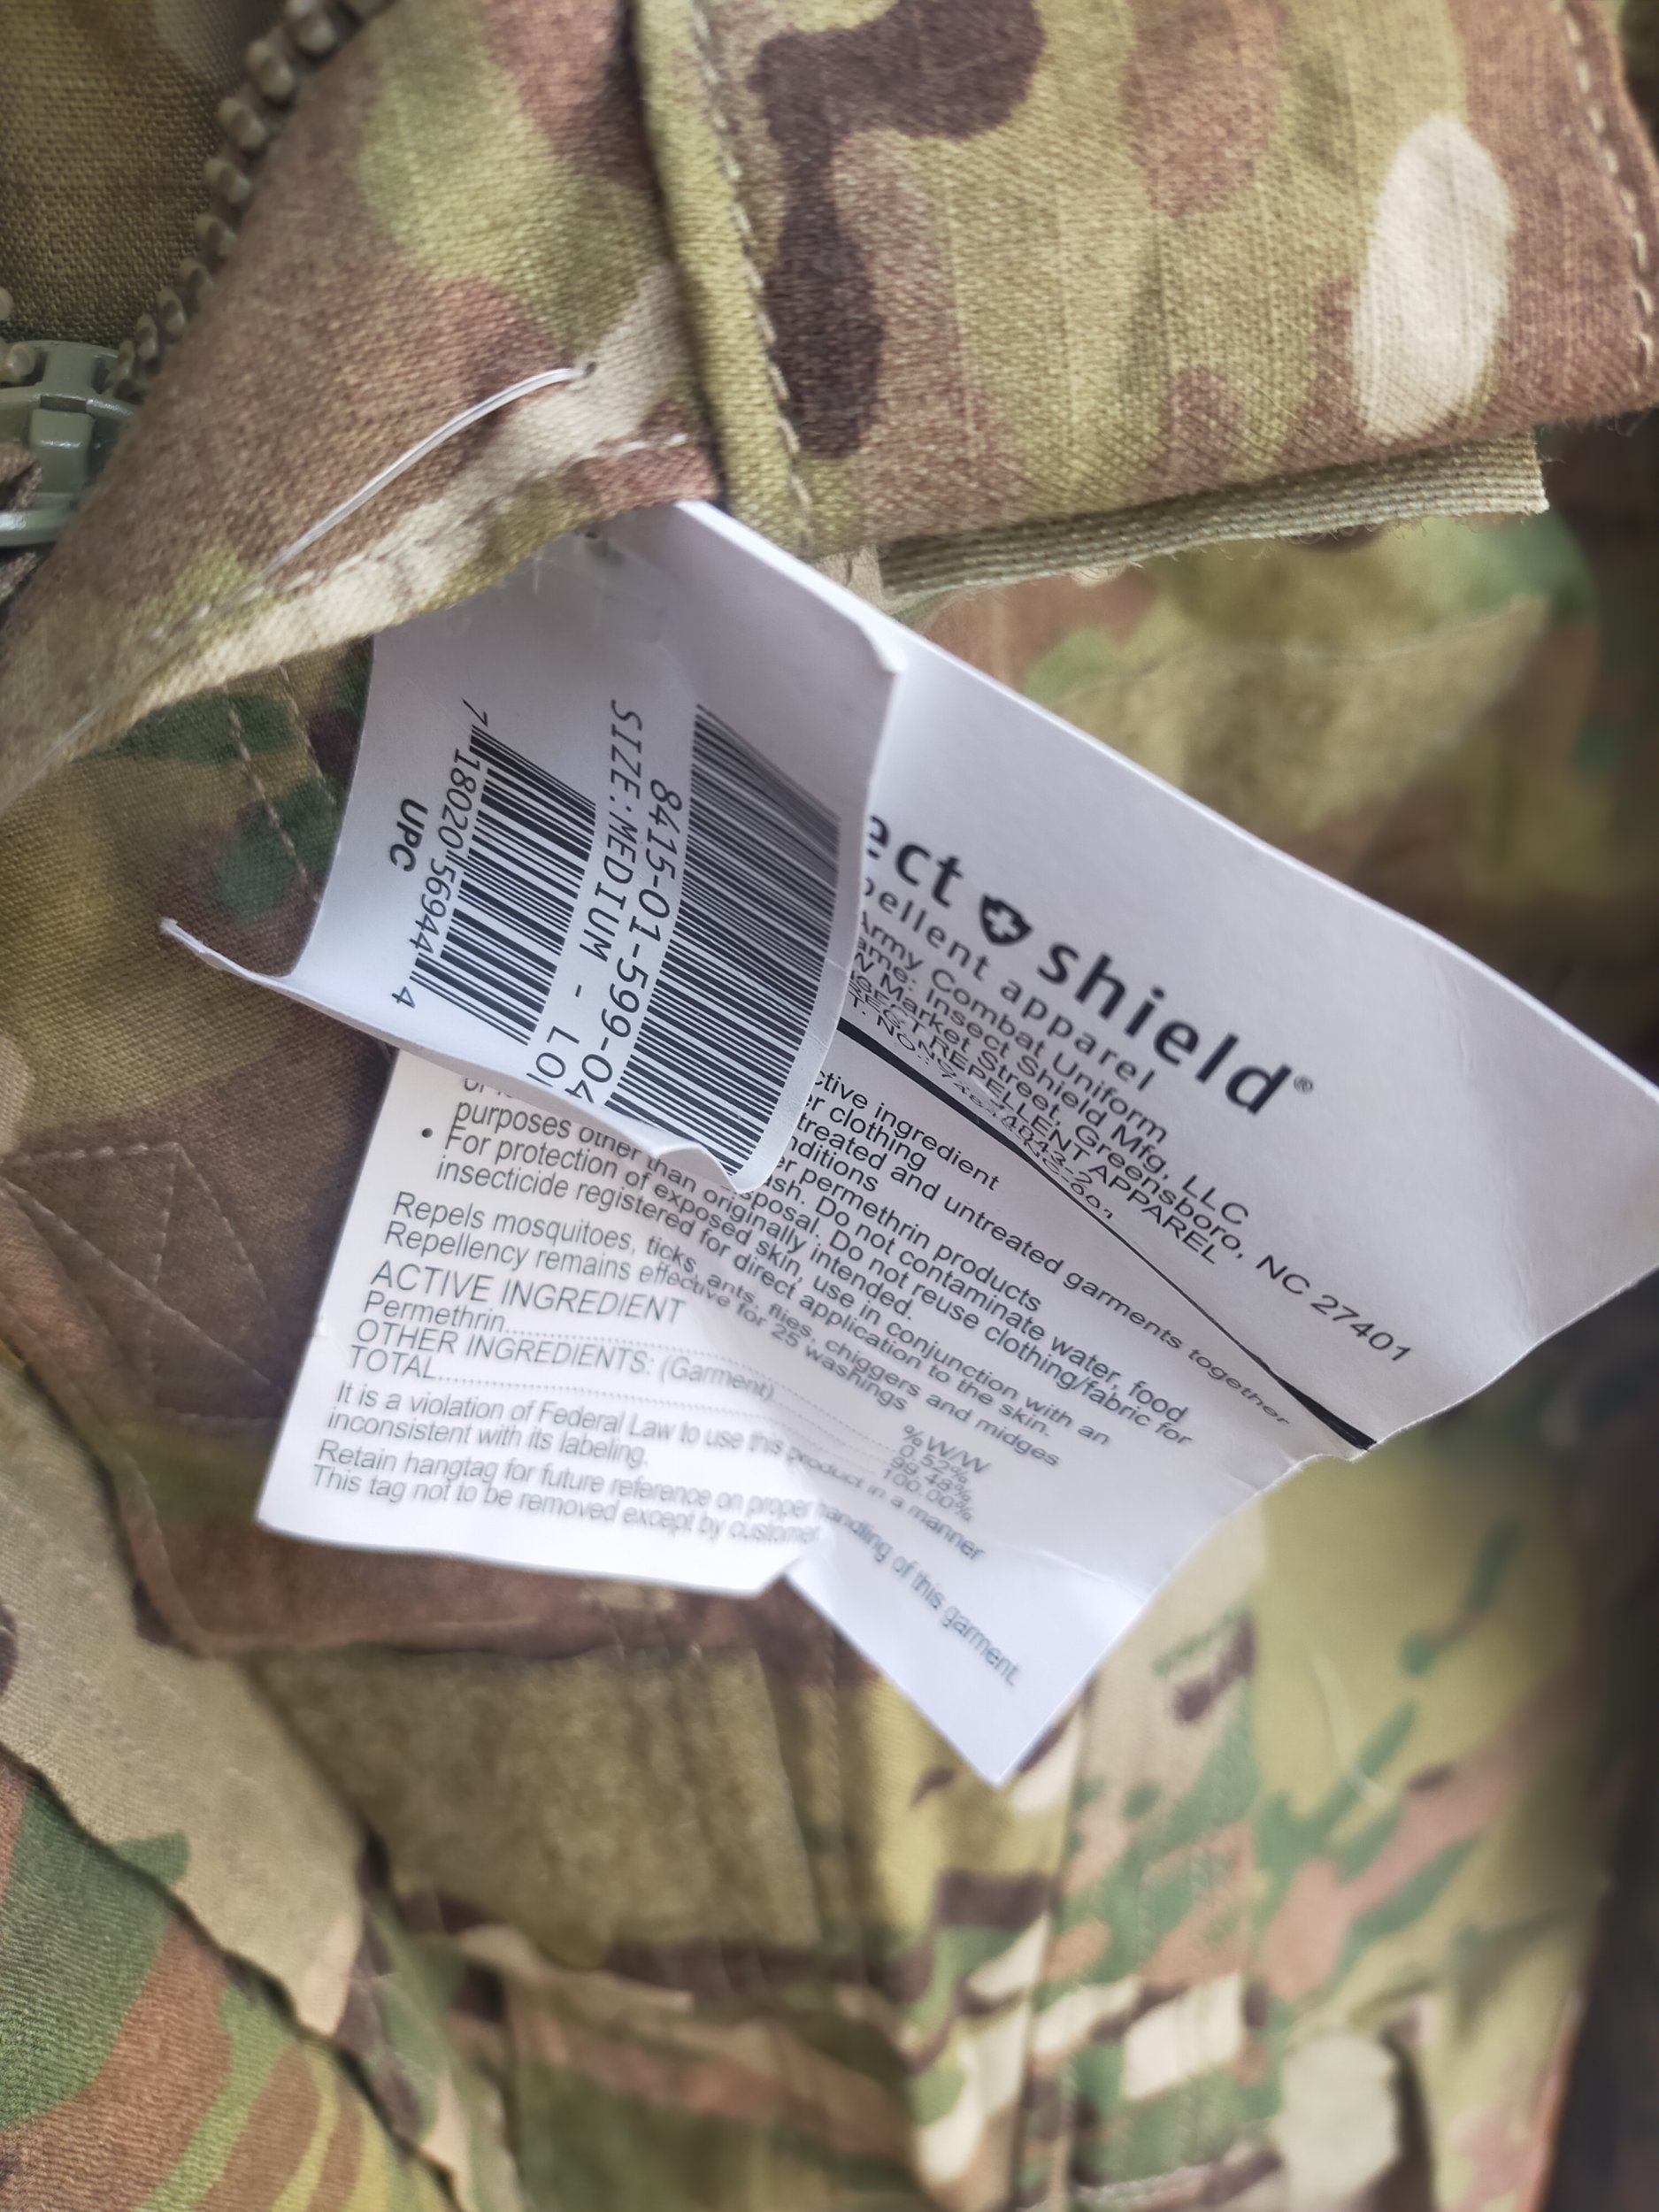 7 18020 56944 4
UPC
SIZE:MEDIUM - LO
8415-01-599-04
ect shield®
pellent apparel
Army Combat Uniform
ame: Insect Shield Mfg, LLC
W Market Street, Greensboro, NC 27401
REPELLENT APPAREL
T. NO.:
ctive ingredient
er clothing
treated and untreated garments together
nditions
er permethrin products
ash. Do not contaminate water, food
sposal. Do not reuse clothing/fabric for
purposes other than originally intended.
• For protection of exposed skin, use in conjunction with an
insecticide registered for direct application to the skin.
Repels mosquitoes, ticks, ants, flies, chiggers and midges
Repellency remains effective for 25 washings
ACTIVE INGREDIENT %W/W
Permethrin 0.52%
OTHER INGREDIENTS: (Garment) 99.48%
TOTAL 100.00%
It is a violation of Federal Law to use this product in a manner
inconsistent with its labeling.
Retain hangtag for future reference on proper handling of this garment.
This tag not to be removed except by customer